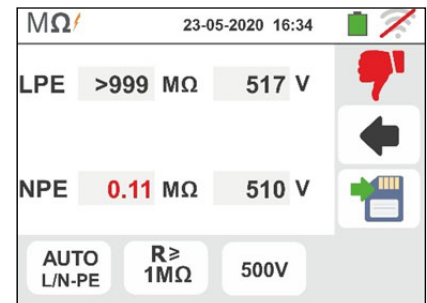 MΩ 23-05-2020 16:34
LPE >999 MΩ 517 V
NPE 0.11 MΩ 510 V
AUTO L/N-PE
R≥ 1MΩ
500V